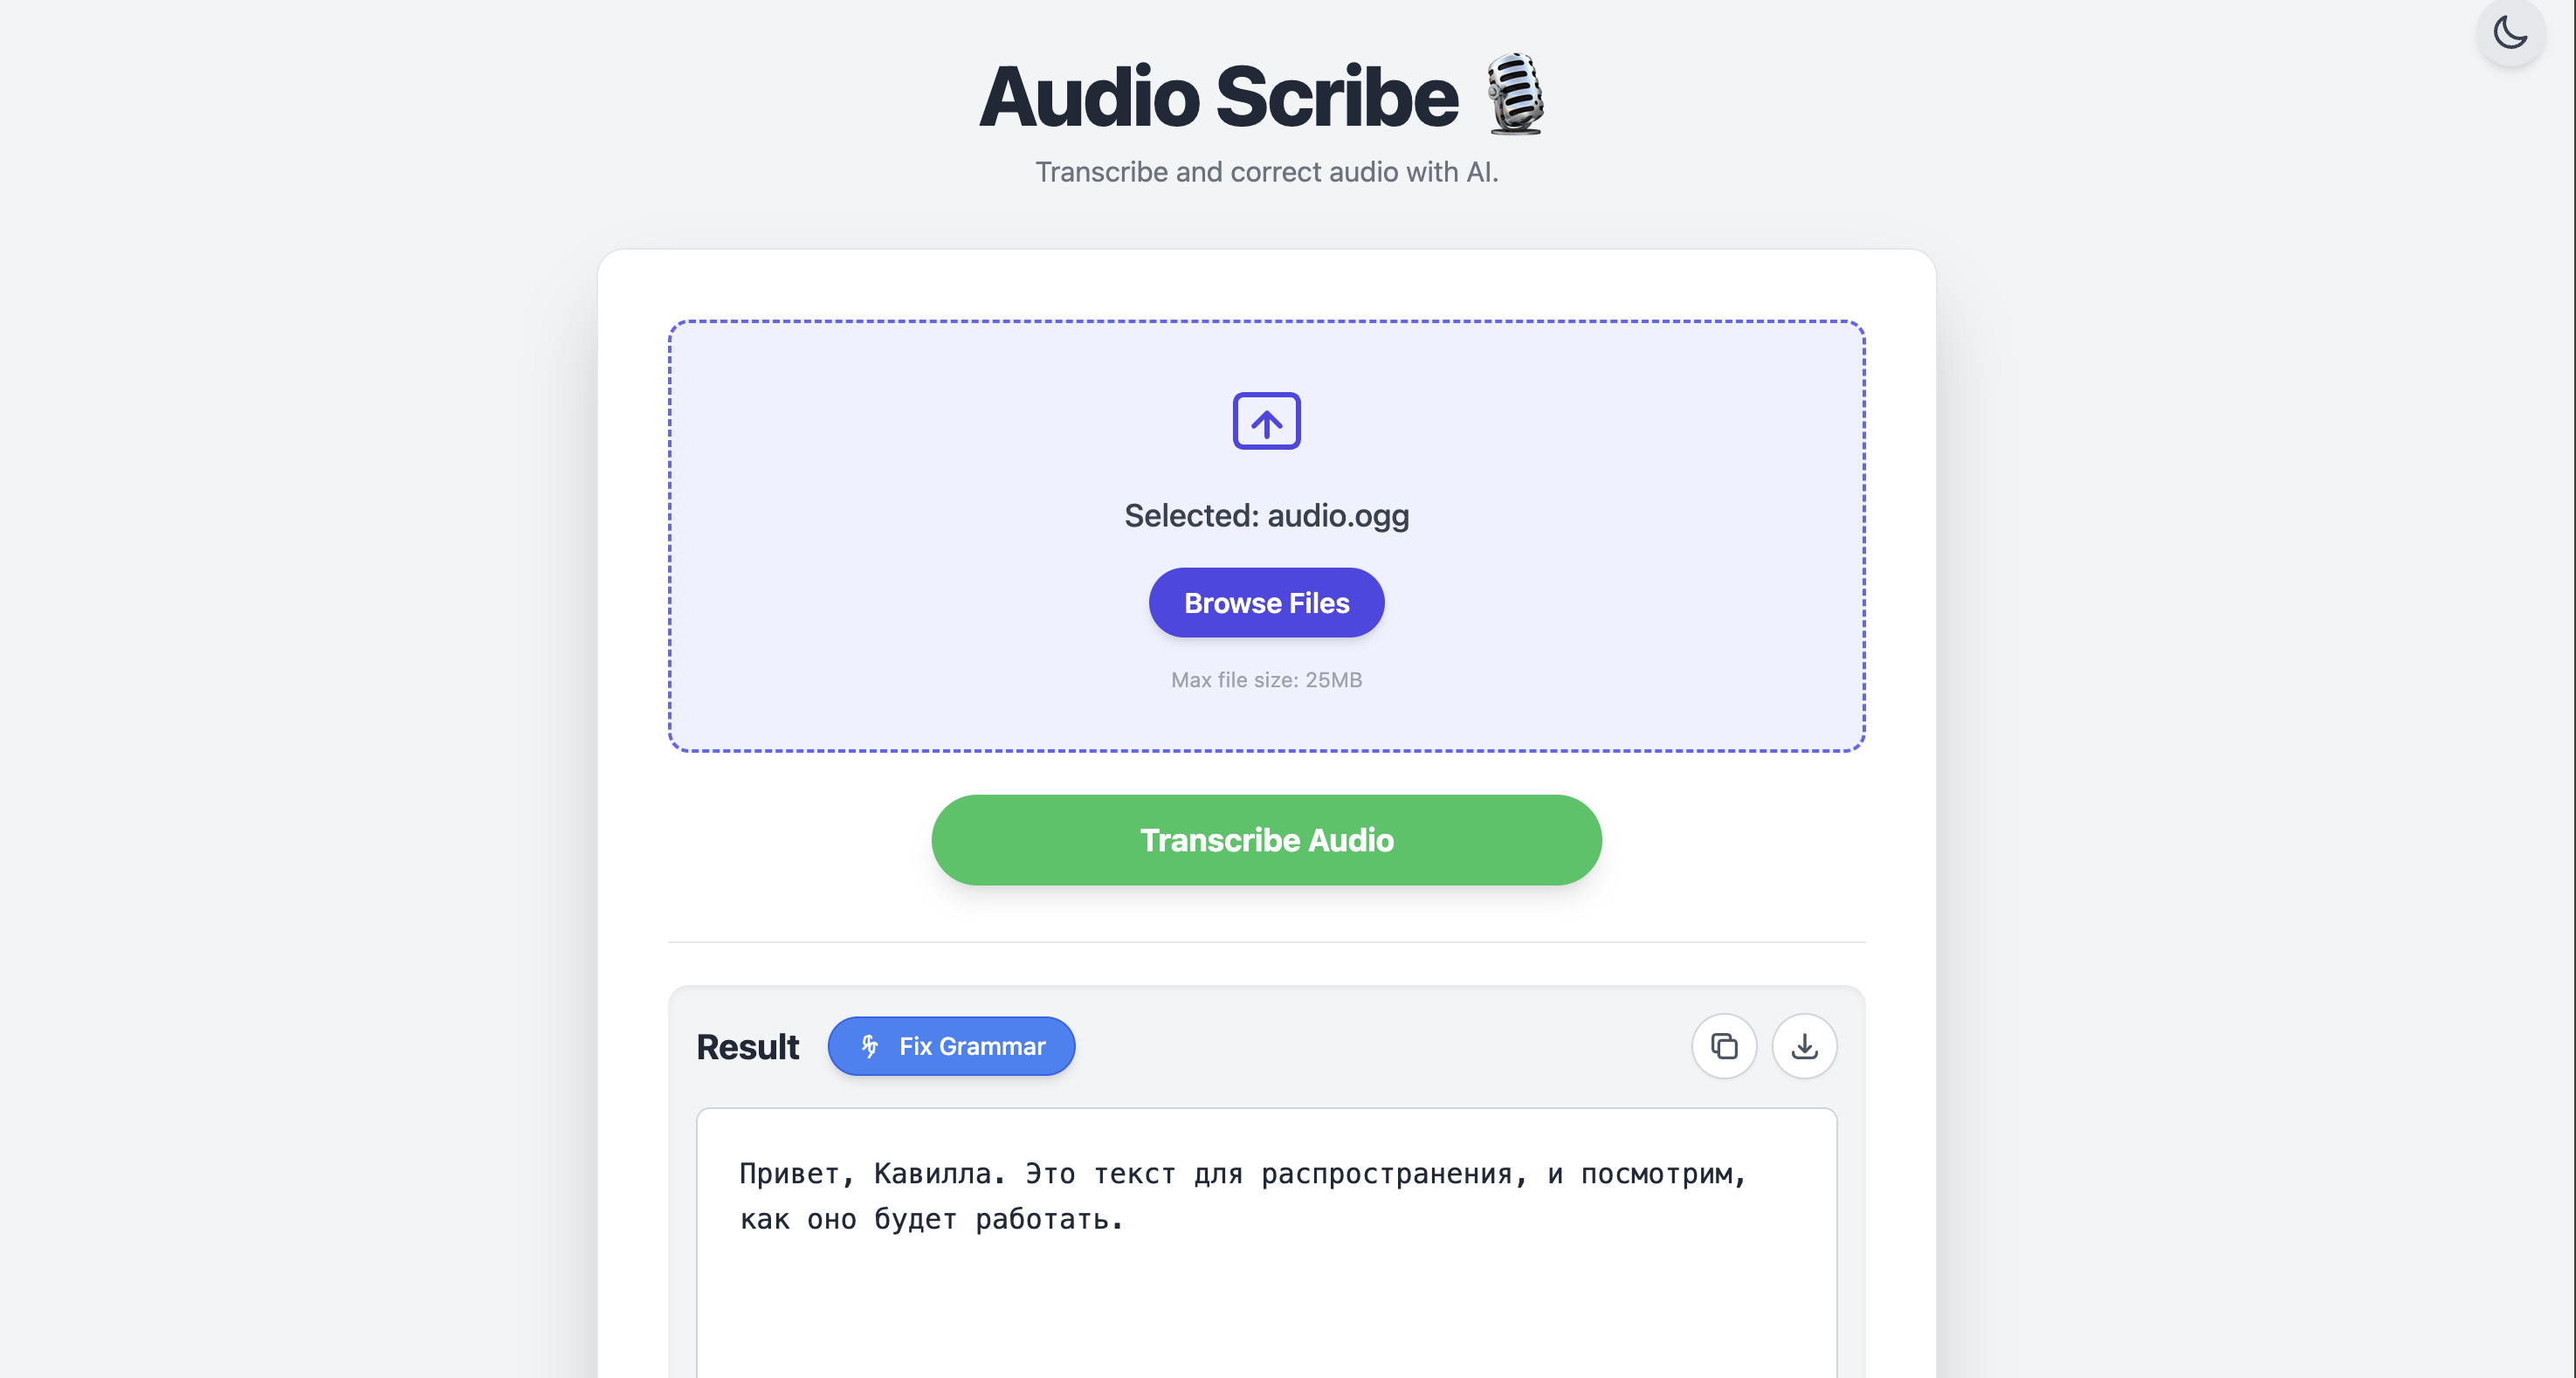 Audio Scribe
Transcribe and correct audio with AI.
Selected: audio.ogg
Browse Files
Max file size: 25MB
Transcribe Audio
Result
Fix Grammar
Привет, Кавилла. Это текст для распространения, и посмотрим,
как оно будет работать.